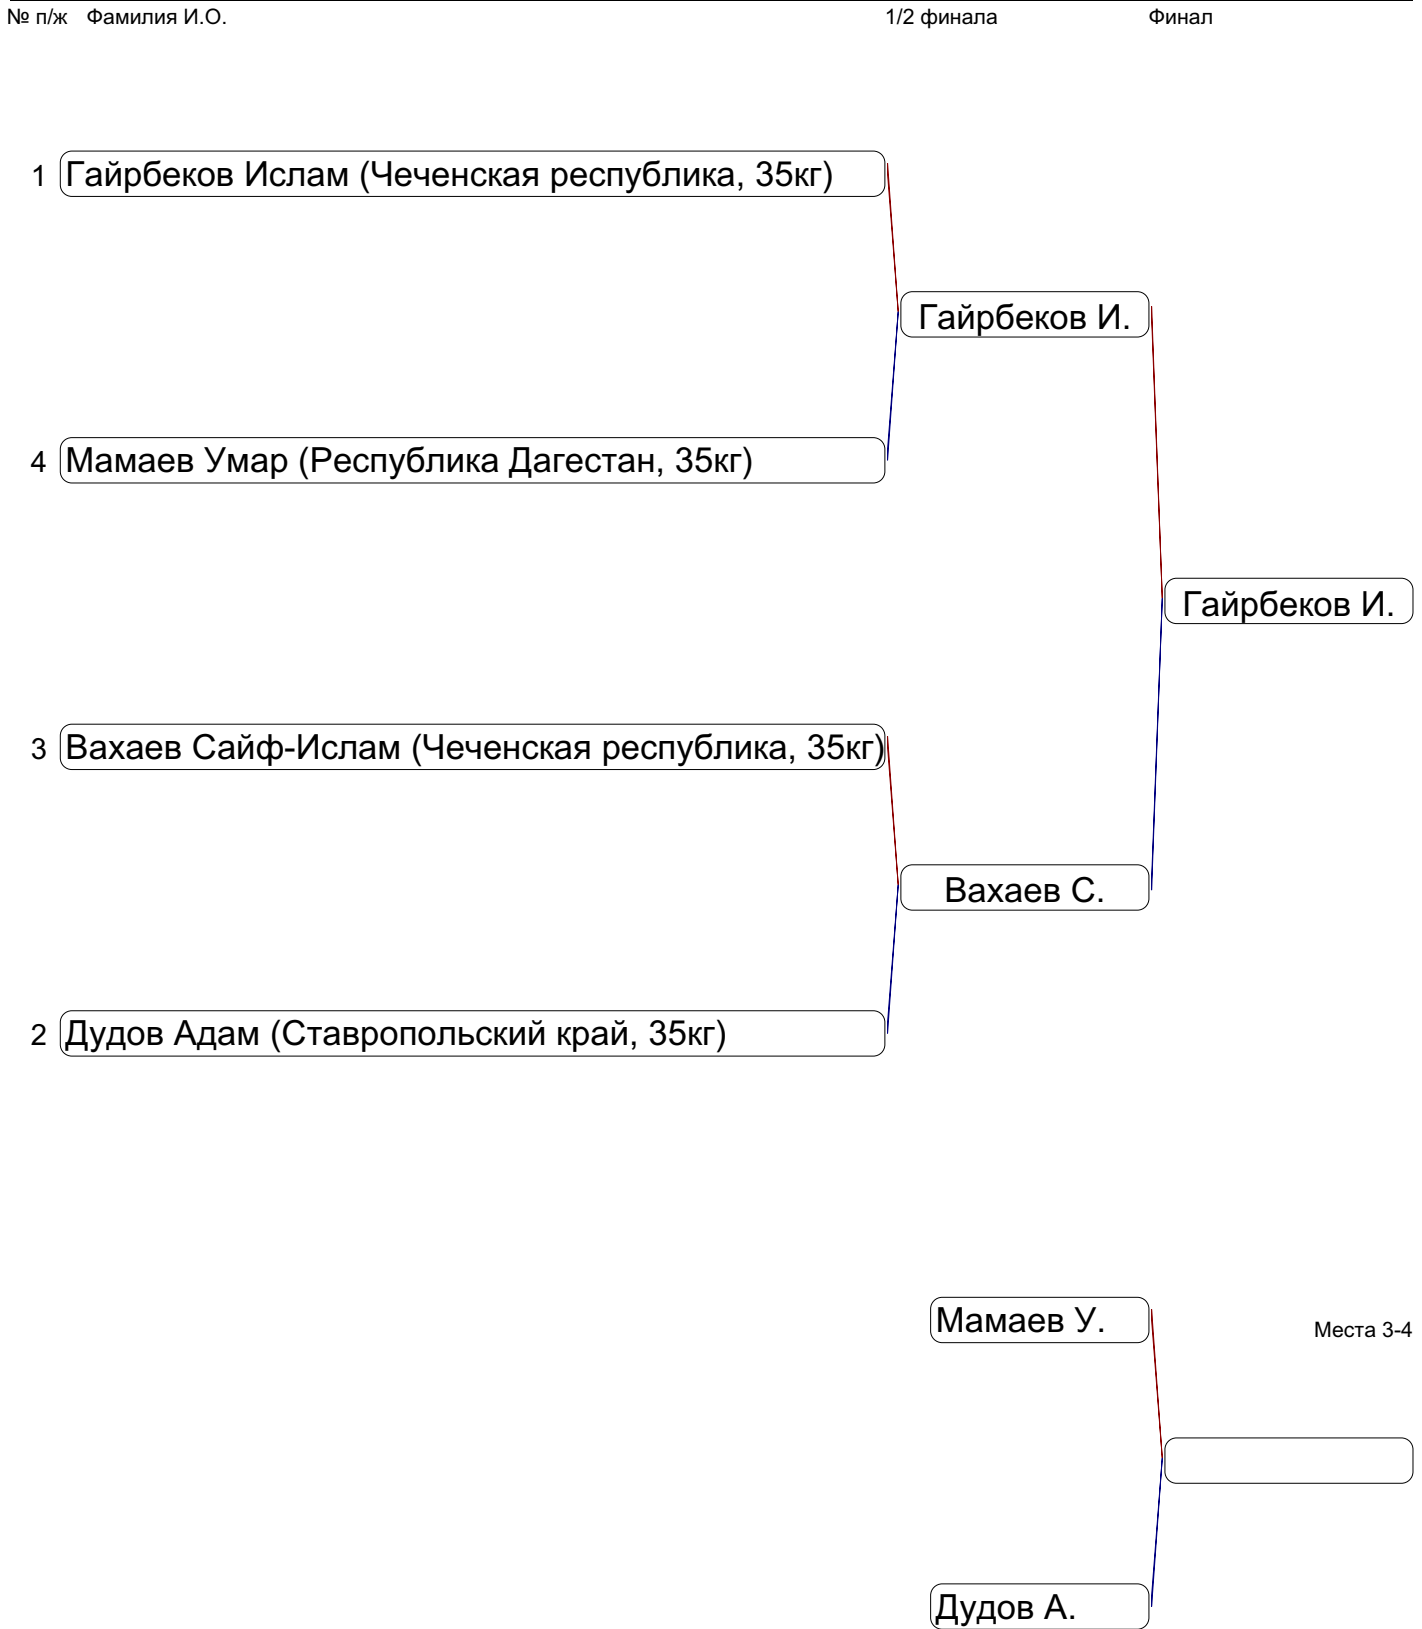 № п/ж Фамилия И.О. 1/2 финала Финал
1 Гайрбеков Ислам (Чеченская республика, 35кг)
Гайрбеков И.
4 Мамаев Умар (Республика Дагестан, 35кг)
Гайрбеков И.
3 Вахаев Сайф-Ислам (Чеченская республика, 35кг)
Вахаев С.
2 Дудов Адам (Ставропольский край, 35кг)
Мамаев У. Места 3-4
Дудов А.